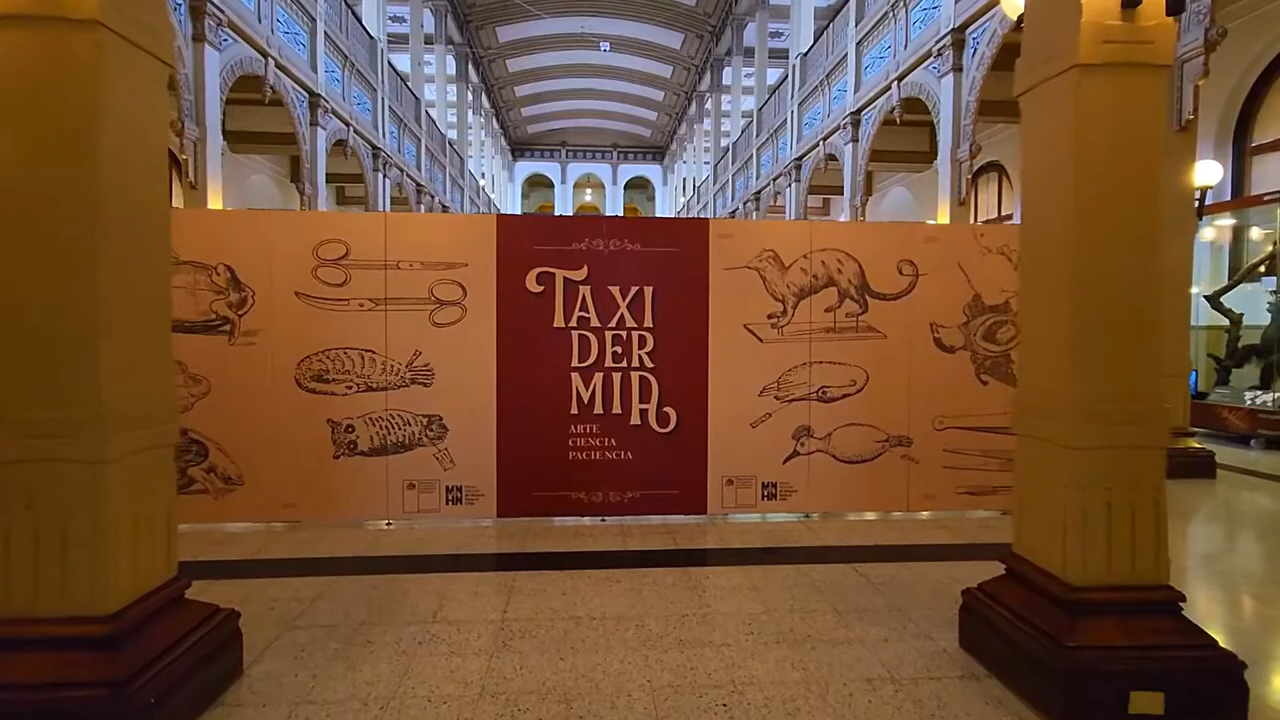 TAXI
DER
MIA
ARTE
CIENCIA
PACIENCIA
MN
HN
MN
HN